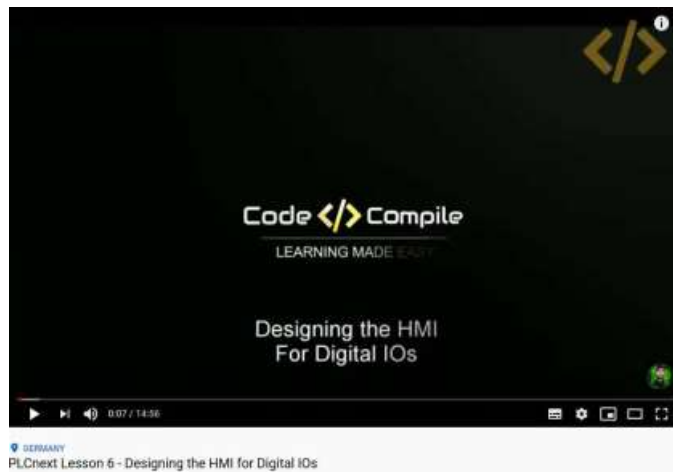 Code </> Compile
LEARNING MADE EASY
Designing the HMI
For Digital IOs
0:07 / 14:56
GERMANY
PLCnext Lesson 6 - Designing the HMI for Digital IOs